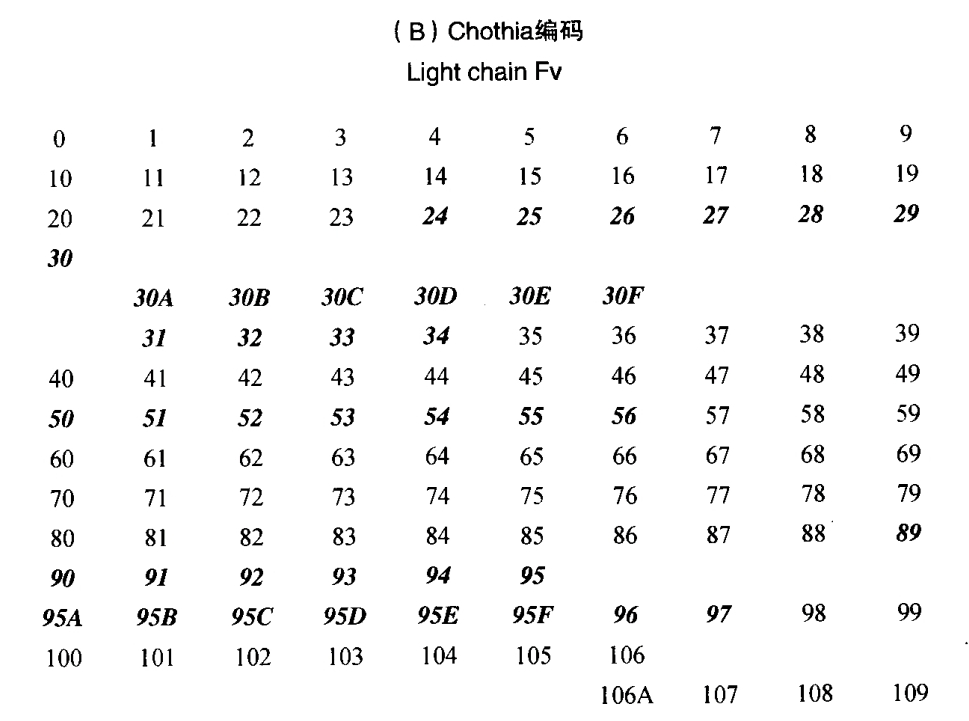 (B) Chothia编码
Light chain Fv
0 1 2 3 4 5 6 7 8 9
10 11 12 13 14 15 16 17 18 19
20 21 22 23 24 25 26 27 28 29
30
30A 30B 30C 30D 30E 30F
31 32 33 34 35 36 37 38 39
40 41 42 43 44 45 46 47 48 49
50 51 52 53 54 55 56 57 58 59
60 61 62 63 64 65 66 67 68 69
70 71 72 73 74 75 76 77 78 79
80 81 82 83 84 85 86 87 88 89
90 91 92 93 94 95
95A 95B 95C 95D 95E 95F 96 97 98 99
100 101 102 103 104 105 106
106A 107 108 109